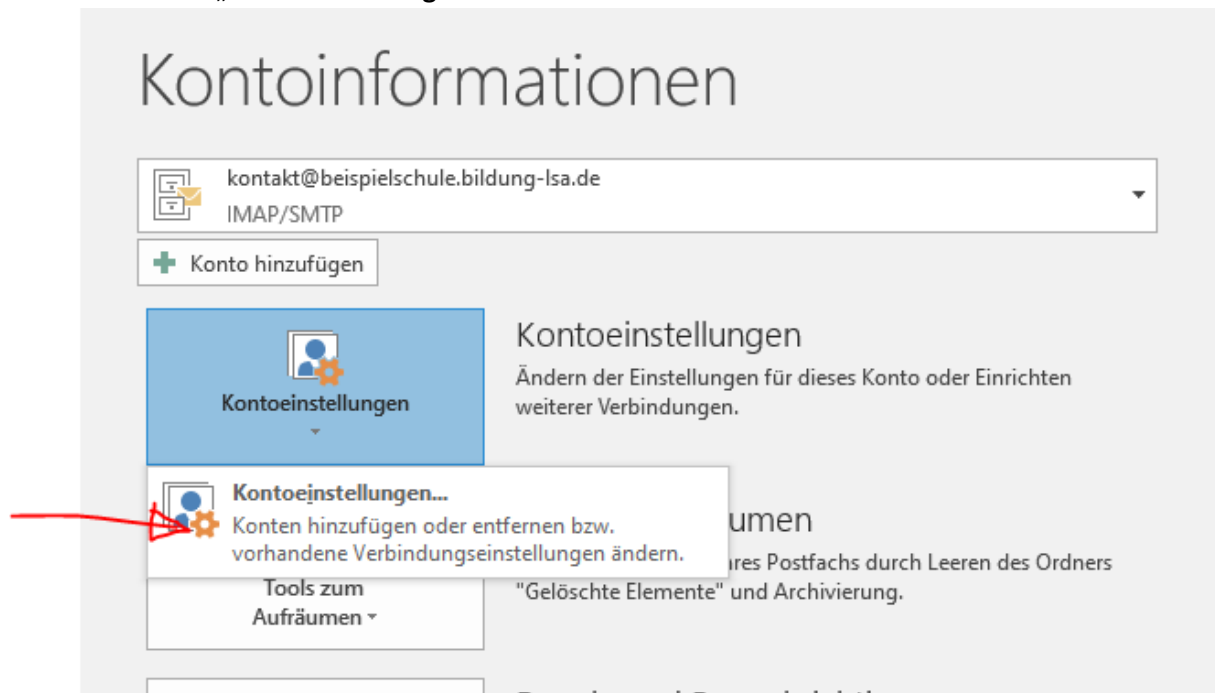 Kontoinformationen
kontakt@beispielschule.bildung-lsa.de
IMAP/SMTP
Konto hinzufügen
Kontoeinstellungen
Kontoeinstellungen
Ändern der Einstellungen für dieses Konto oder Einrichten
weiterer Verbindungen.
Kontoeinstellungen...
Konten hinzufügen oder entfernen bzw.
vorhandene Verbindungseinstellungen ändern.
umen
res Postfachs durch Leeren des Ordners
"Gelöschte Elemente" und Archivierung.
Tools zum
Aufräumen